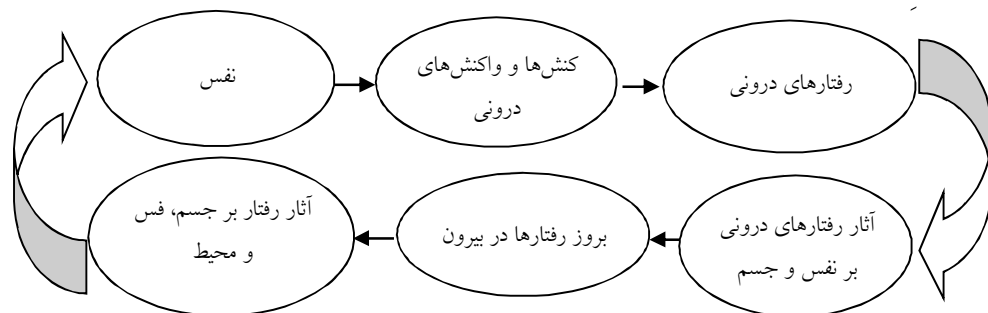 نفس
کنش‌ها و واکنش‌های
درونی
رفتارهای درونی
آثار رفتارهای درونی
بر نفس و جسم
بروز رفتارها در بیرون
آثار رفتار بر جسم، فس
و محیط